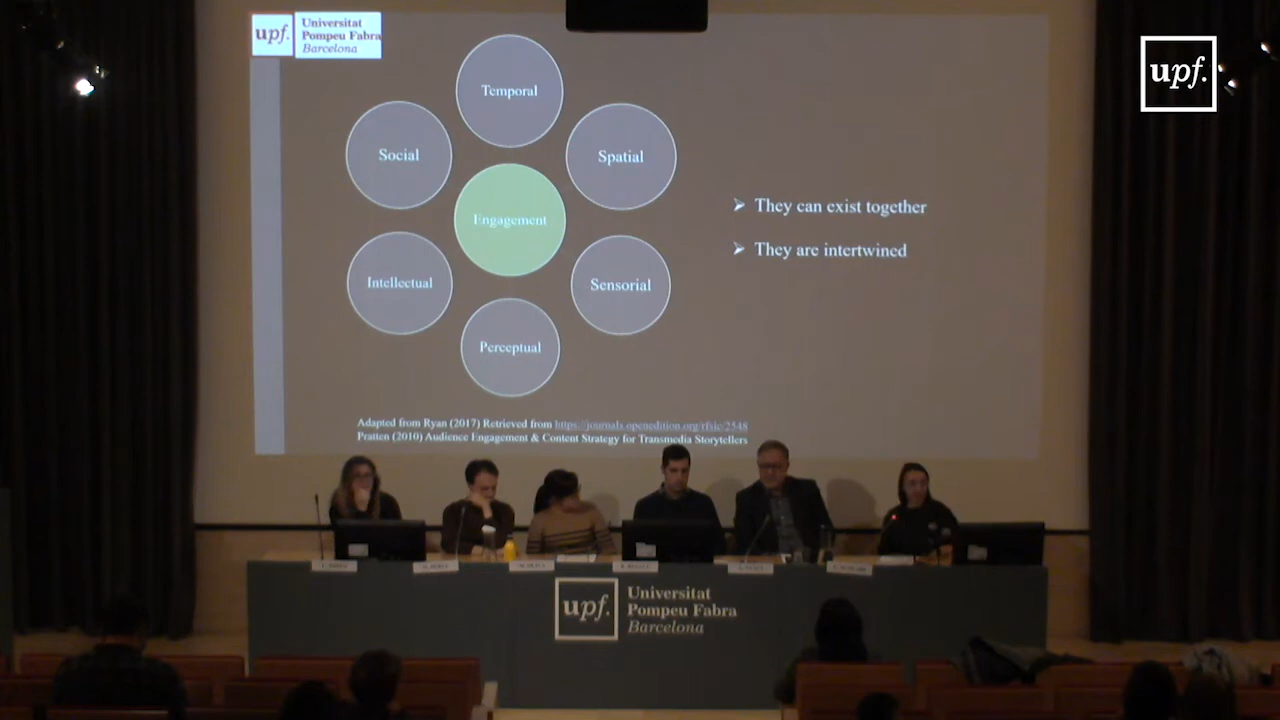 upf.
Universitat
Pompeu Fabra
Barcelona
upf.
Temporal
Social
Spatial
Engagement
Intellectual
Sensorial
Perceptual
➢ They can exist together
➢ They are intertwined
Adapted from Ryan (2017) Retrieved from https://journals.openedition.org/rfsic/2548
Pratten (2010) Audience Engagement & Content Strategy for Transmedia Storytellers
upf.
Universitat
Pompeu Fabra
Barcelona